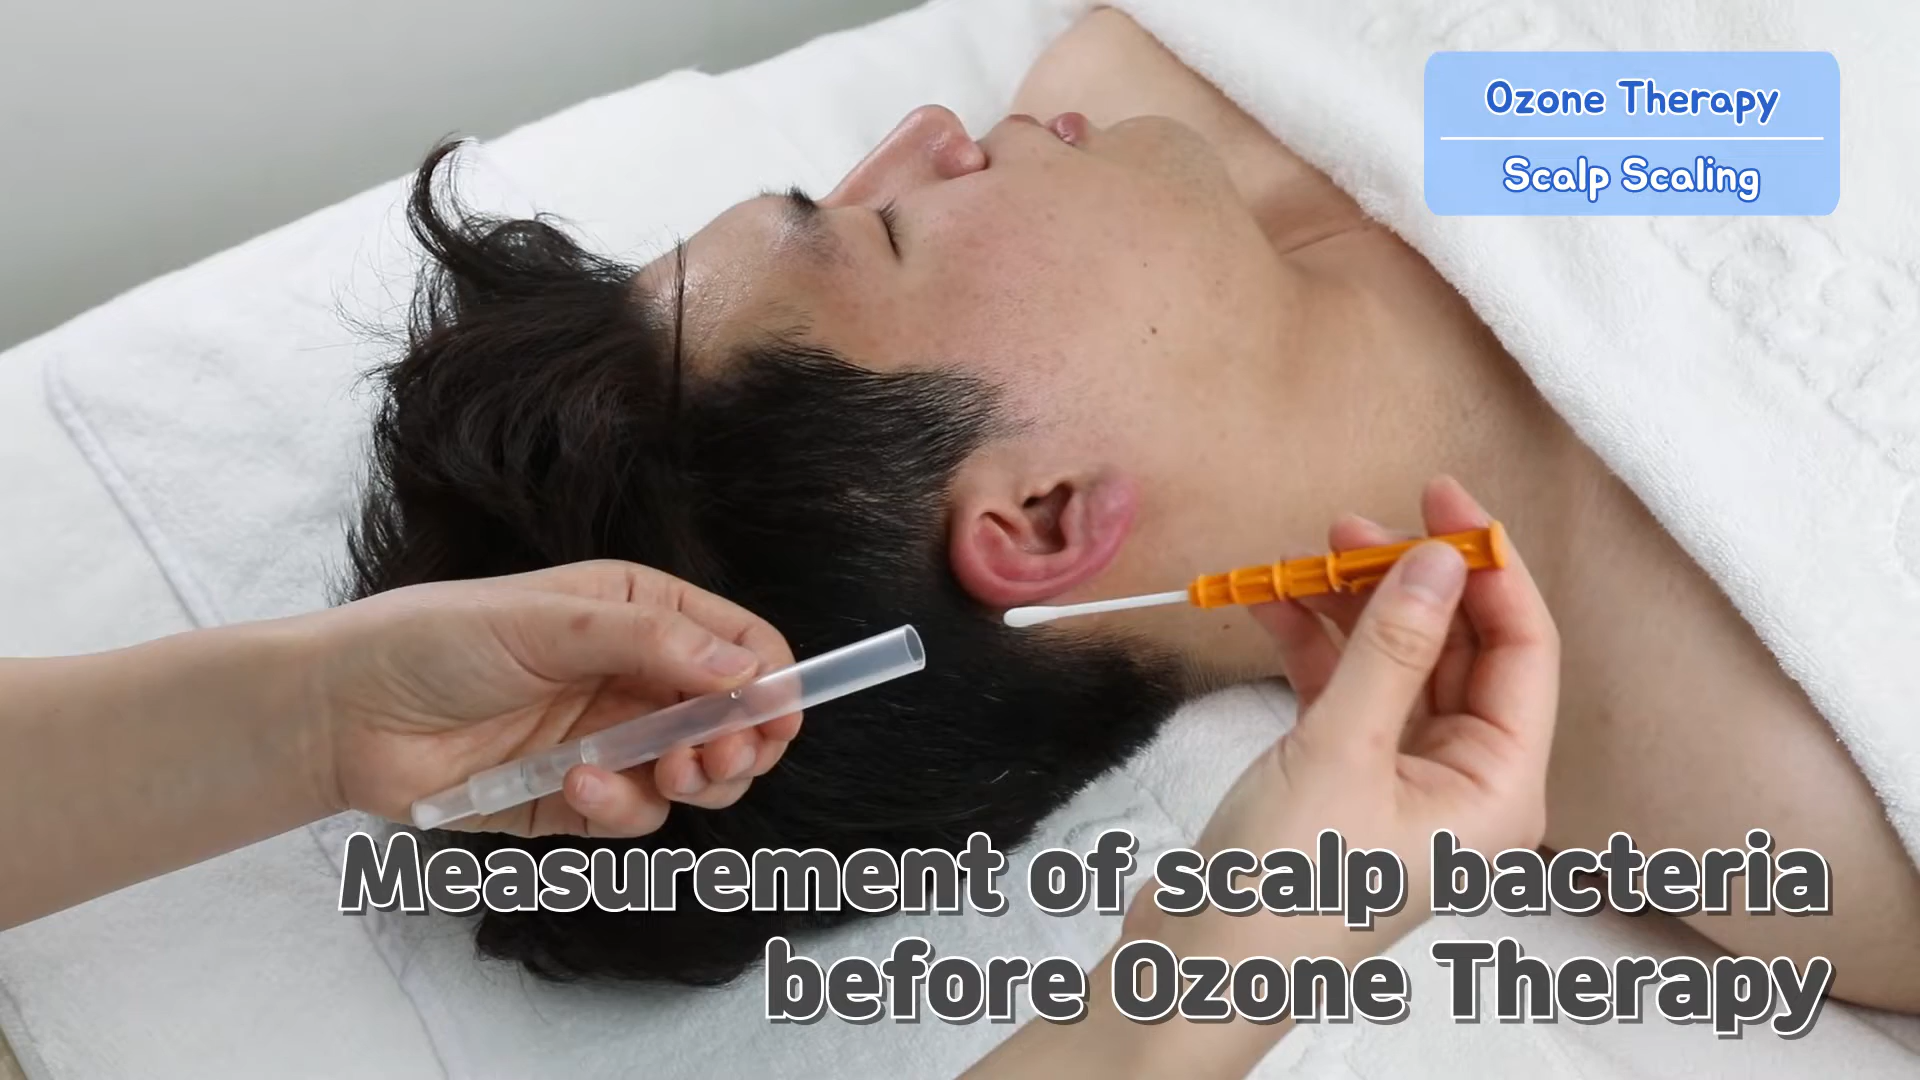 Ozone Therapy
Scalp Scaling
Measurement of scalp bacteria
before Ozone Therapy